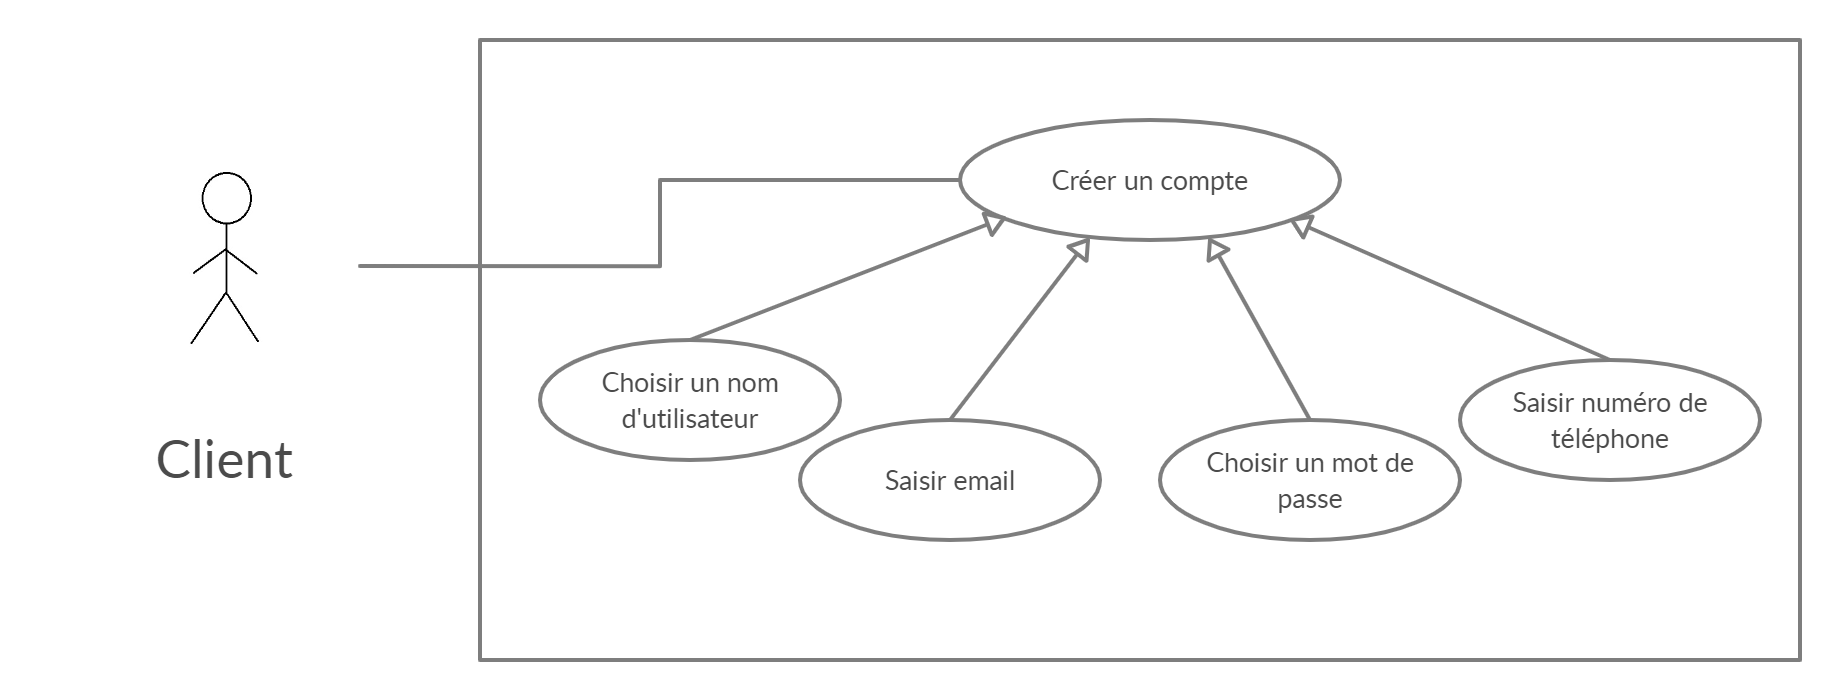 Créer un compte
Choisir un nom
d'utilisateur
Saisir email
Choisir un mot de
passe
Saisir numéro de
téléphone
Client